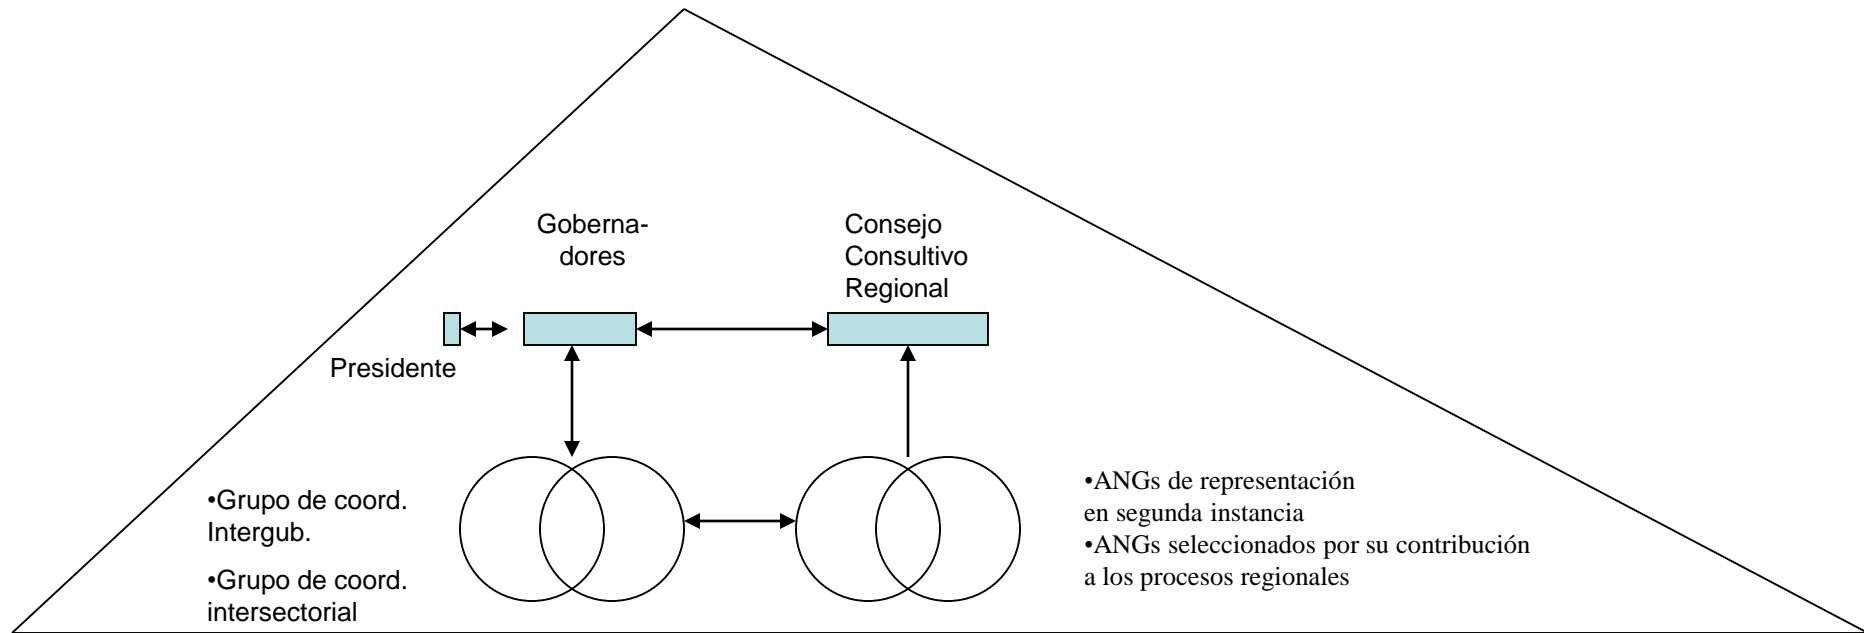 Goberna-
dores
Consejo
Consultivo
Regional
Presidente
•Grupo de coord.
Intergub.
•Grupo de coord.
intersectorial
•ANGs de representación
en segunda instancia
•ANGs seleccionados por su contribución
a los procesos regionales